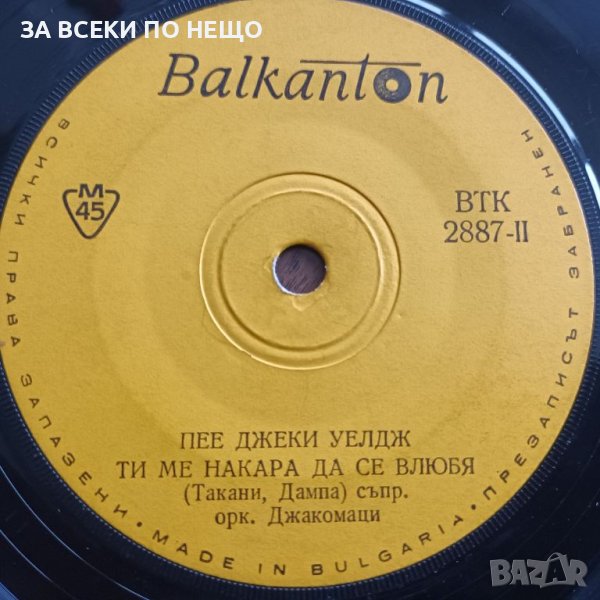 ЗА ВСЕКИ ПО НЕЩО
Balkanton
М
45
ВТК
2887-II
ПЕЕ ДЖЕКИ УЕЛДЖ
ТИ МЕ НАКАРА ДА СЕ ВЛЮБЯ
(Такани, Дампа) съпр.
орк. Джакомаци
ВСИЧКИ ПРАВА ЗАПАЗЕНИ • MADE IN BULGARIA • ПРЕЗАПИСЪТ ЗАБРАНЕН
BAZAR